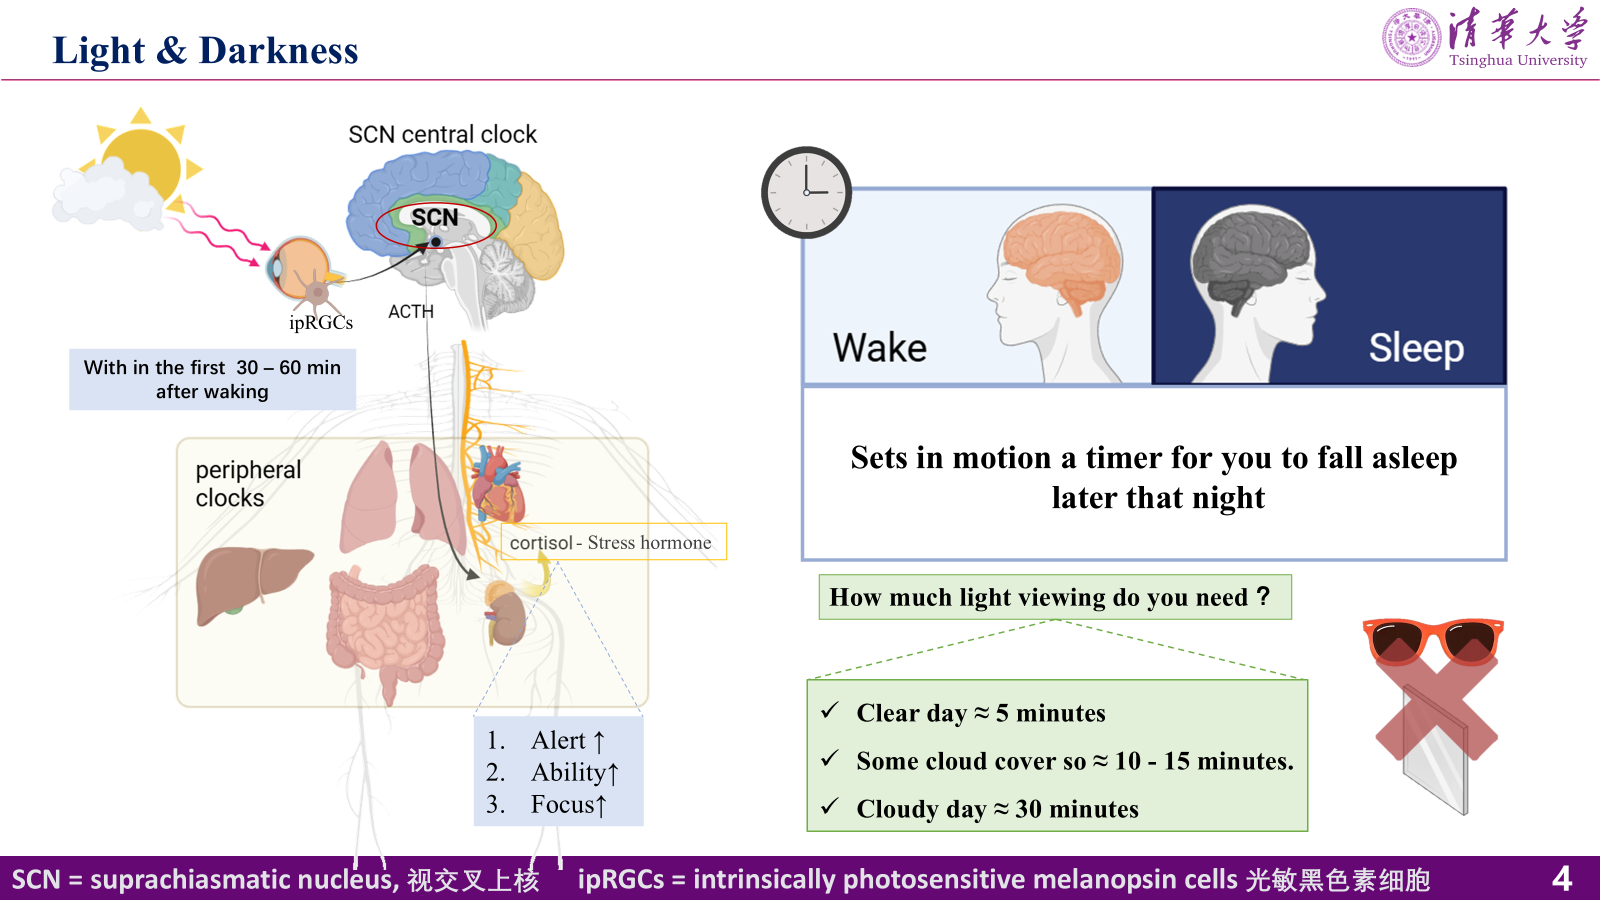 Light & Darkness
清华大学
Tsinghua University
SCN central clock
SCN
ipRGCs
ACTH
With in the first 30 – 60 min
after waking
peripheral
clocks
cortisol - Stress hormone
1. Alert ↑
2. Ability↑
3. Focus↑
Wake
Sleep
Sets in motion a timer for you to fall asleep
later that night
How much light viewing do you need ?
✓ Clear day ≈ 5 minutes
✓ Some cloud cover so ≈ 10 - 15 minutes.
✓ Cloudy day ≈ 30 minutes
SCN = suprachiasmatic nucleus, 视交叉上核 ipRGCs = intrinsically photosensitive melanopsin cells 光敏黑色素细胞
4